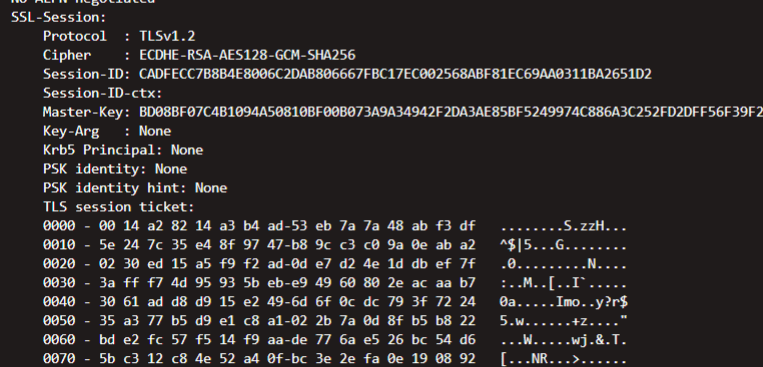 No ALPN negotiated
SSL-Session:
Protocol : TLSv1.2
Cipher : ECDHE-RSA-AES128-GCM-SHA256
Session-ID: CADFECC7B8B4E8006C2DAB806667FBC17EC002568ABF81EC69AA0311BA2651D2
Session-ID-ctx:
Master-Key: BD08BF07C4B1094A50810BF00B073A9A34942F2DA3AE85BF5249974C886A3C252FD2DFF56F39F2
Key-Arg : None
Krb5 Principal: None
PSK identity: None
PSK identity hint: None
TLS session ticket:
0000 - 00 14 a2 82 14 a3 b4 ad-53 eb 7a 7a 48 ab f3 df ........S.zzH...
0010 - 5e 24 7c 35 e4 8f 97 47-b8 9c c3 c0 9a 0e ab a2 ^$|5...G........
0020 - 02 30 ed 15 a5 f9 f2 ad-0d e7 d2 4e 1d db ef 7f .0.........N....
0030 - 3a ff f7 4d 95 93 5b eb-e9 49 60 80 2e ac aa b7 :..M..[..I`.....
0040 - 30 61 ad d8 d9 15 e2 49-6d 6f 0c dc 79 3f 72 24 0a.....Imo..y?r$
0050 - 35 a3 77 b5 d9 e1 c8 a1-02 2b 7a 0d 8f b5 b8 22 5.w......+z...."
0060 - bd e2 fc 57 f5 14 f9 aa-de 77 6a e5 26 bc 54 d6 ...W.....wj.&.T.
0070 - 5b c3 12 c8 4e 52 a4 0f-bc 3e 2e fa 0e 19 08 92 [...NR...>......